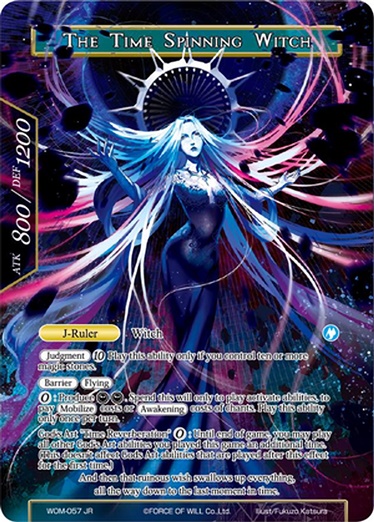 The Time Spinning Witch
ATK 800 / DEF 1200
J-Ruler Witch
Judgment 10 Play this ability only if you control ten or more
magic stones.
Barrier Flying
0 : Produce . Spend this will only to play activate abilities, to
pay Mobilize costs or Awakening costs of chants. Play this ability
only once per turn.
God's Art "Time Reverberation" 0 : Until end of game, you may play
all other God's Art abilities you played this game an additional time.
(This doesn't affect God's Art abilities that are played after this effect
for the first time.)
And then that ruinous wish swallows up everything,
all the way down to the last moment in time.
WOM-057 JR ©FORCE OF WILL Co.,Ltd. Illust/Fukuzo Katsura